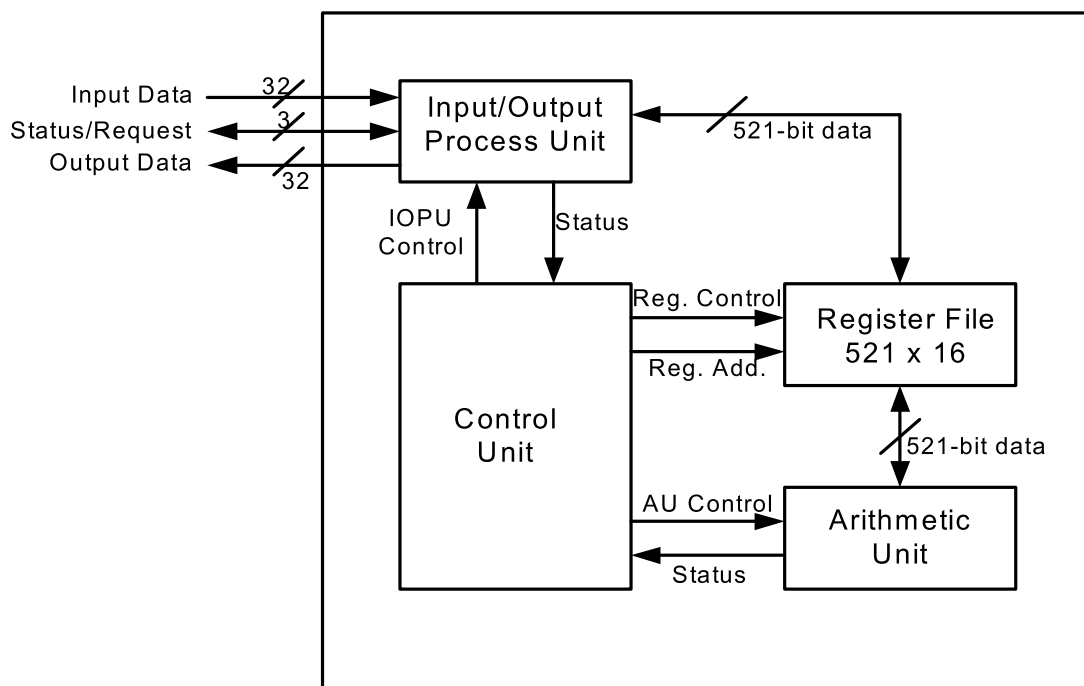 Input Data
32
Status/Request
3
Output Data
32
Input/Output
Process Unit
521-bit data
IOPU
Control
Status
Control
Unit
Reg. Control
Reg. Add.
Register File
521 x 16
521-bit data
AU Control
Status
Arithmetic
Unit